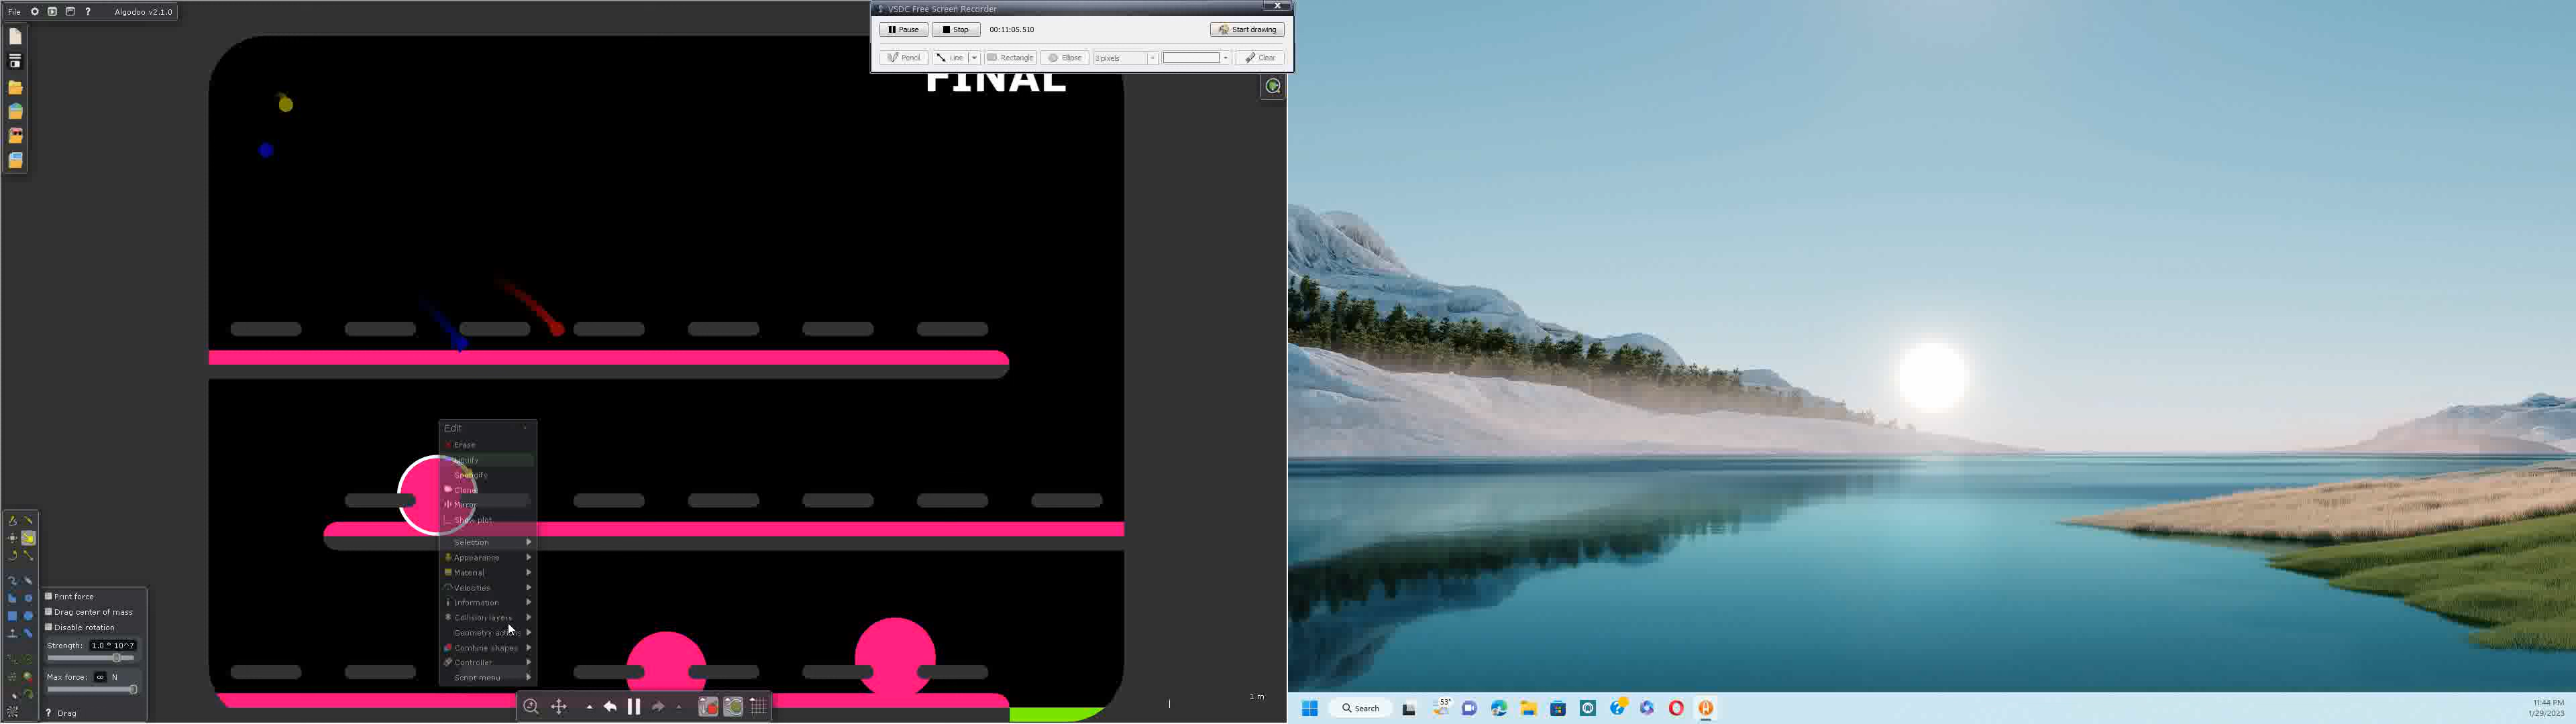 File
Algodoo v2.1.0
VSDC Free Screen Recorder
Pause
Stop
00:11:05.510
Start drawing
Pencil
Line
Rectangle
Ellipse
3 pixels
Clear
FINAL
Edit
Erase
Liquify
Spongify
Clone
Mirror
Show plot
Selection
Appearance
Material
Velocities
Information
Collision layers
Geometry actions
Combine shapes
Controller
Script menu
Print force
Drag center of mass
Disable rotation
Strength: 1.0 * 10^7
Max force: ∞ N
? Drag
1 m
Search
53°
11:44 PM
1/29/2023